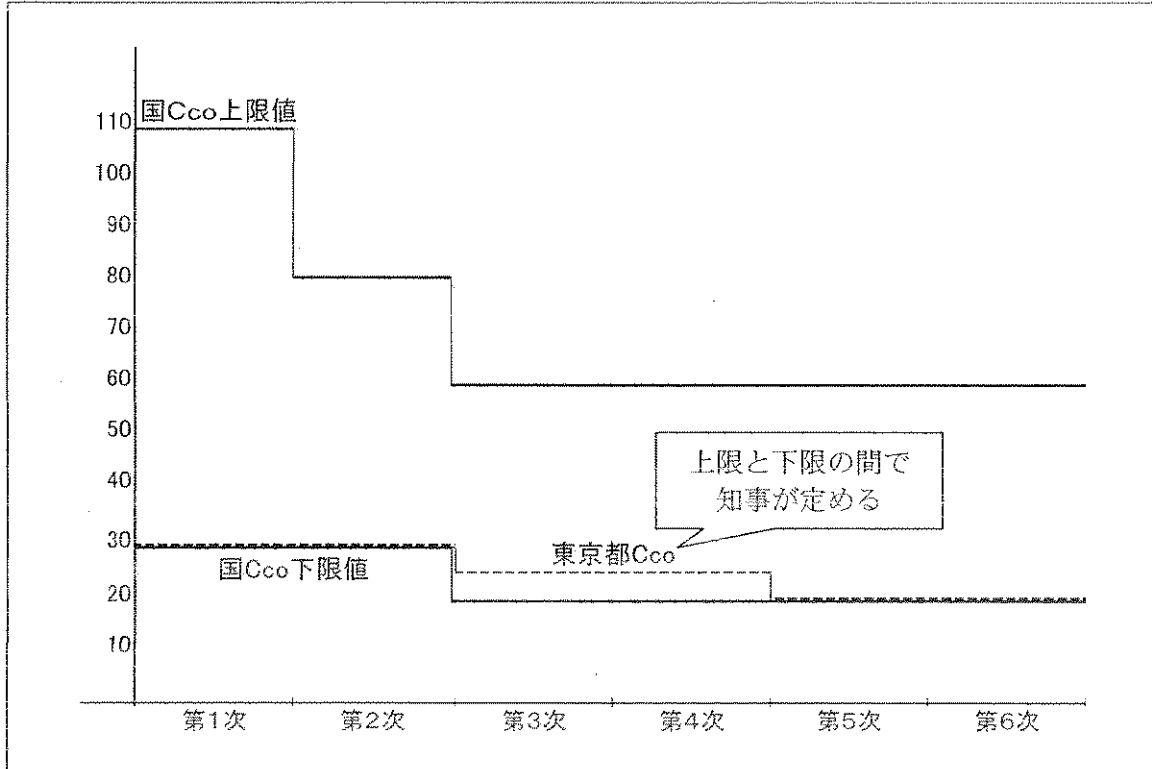 国Cco上限値
110
100
90
80
70
60
50
40
30
20
10
上限と下限の間で
知事が定める
東京都Cco
国Cco下限値
第1次
第2次
第3次
第4次
第5次
第6次